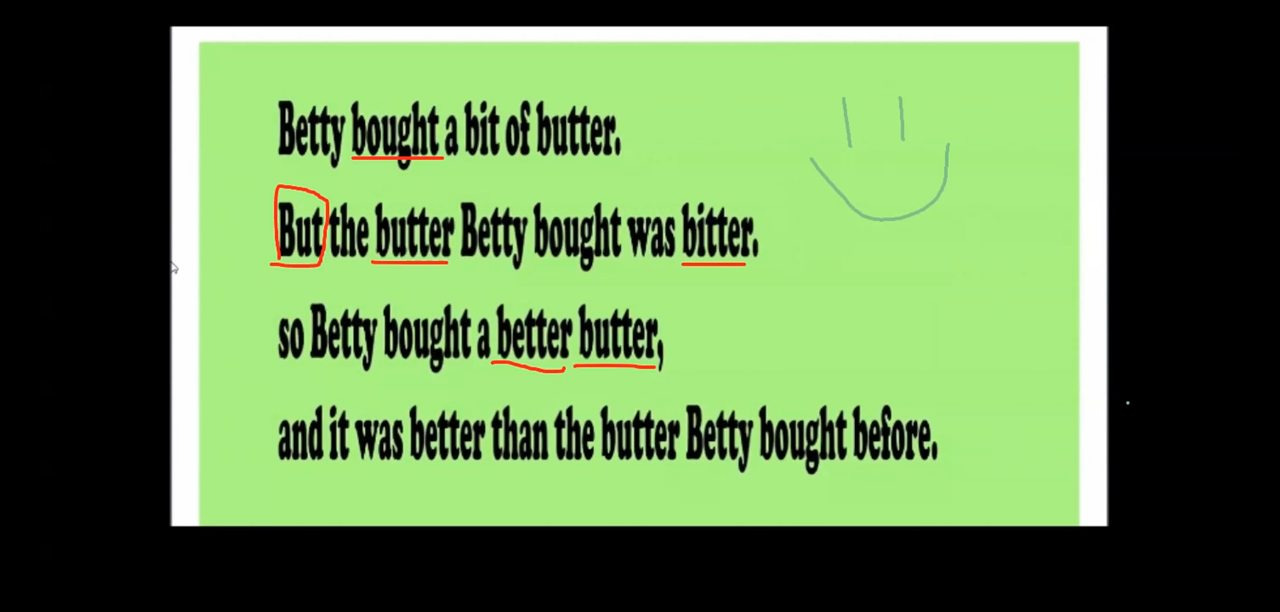 Betty bought a bit of butter.
But the butter Betty bought was bitter.
so Betty bought a better butter,
and it was better than the butter Betty bought before.